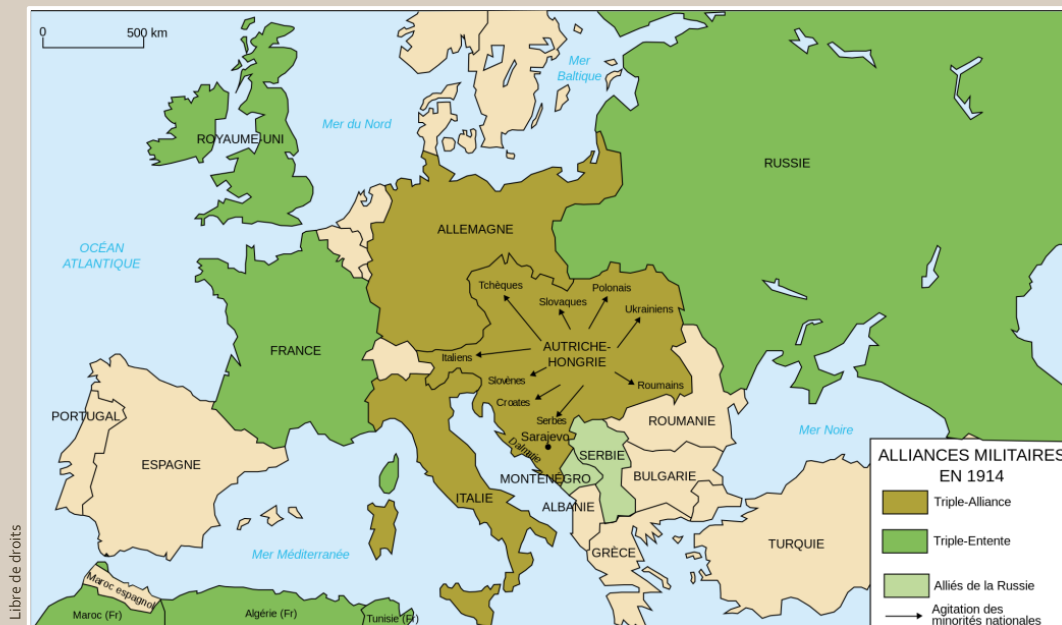 0 500 km
Mer
Baltique
Mer du Nord
ROYAUME-UNI
RUSSIE
ALLEMAGNE
OCÉAN
ATLANTIQUE
Tchèques
Polonais
Slovaques
Ukrainiens
FRANCE
AUTRICHE-
HONGRIE
Italiens
Slovènes
Roumains
Croates
PORTUGAL
Serbes
ROUMANIE
Mer Noire
Sarajevo
Dalmatie
SERBIE
ESPAGNE
MONTENÉGRO
BULGARIE
ITALIE
ALBANIE
TURQUIE
GRÈCE
Mer Méditerranée
Maroc espagnol
Maroc (Fr)
Algérie (Fr)
Tunisie (Fr)
ALLIANCES MILITAIRES
EN 1914
Triple-Alliance
Triple-Entente
Alliés de la Russie
Agitation des
minorités nationales
Libre de droits